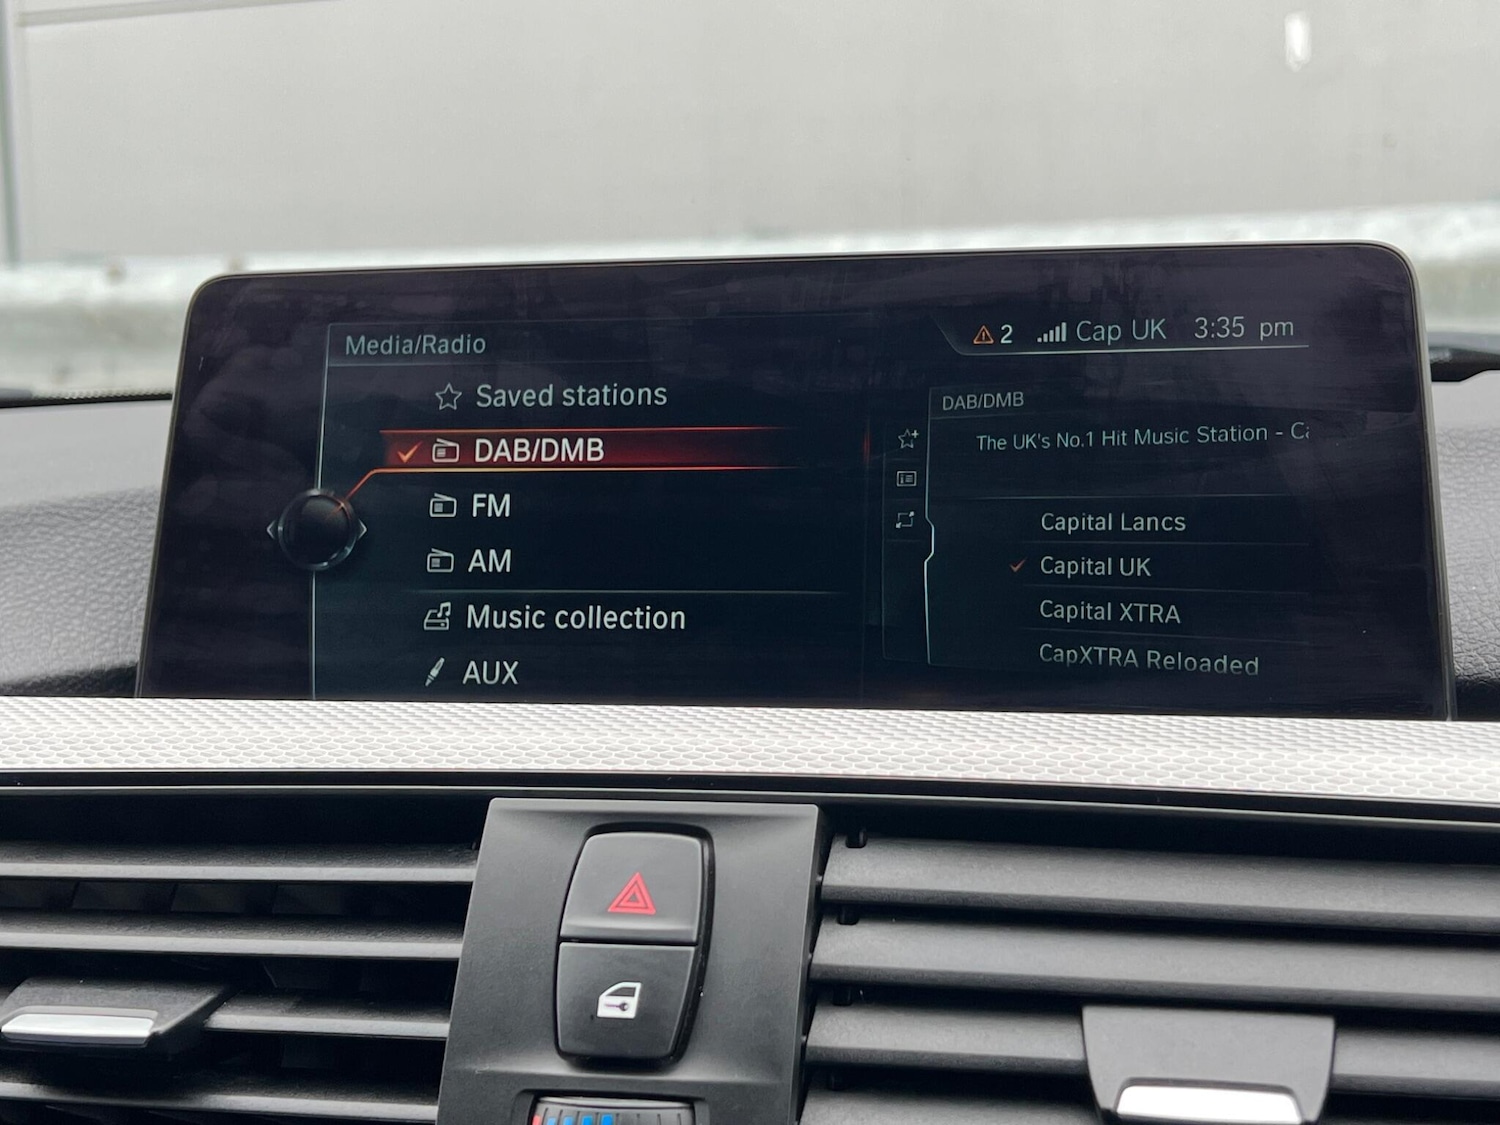 Media/Radio
2 Cap UK 3:35 pm
Saved stations
DAB/DMB
FM
AM
Music collection
AUX
DAB/DMB
The UK's No.1 Hit Music Station - Ca
Capital Lancs
Capital UK
Capital XTRA
CapXTRA Reloaded